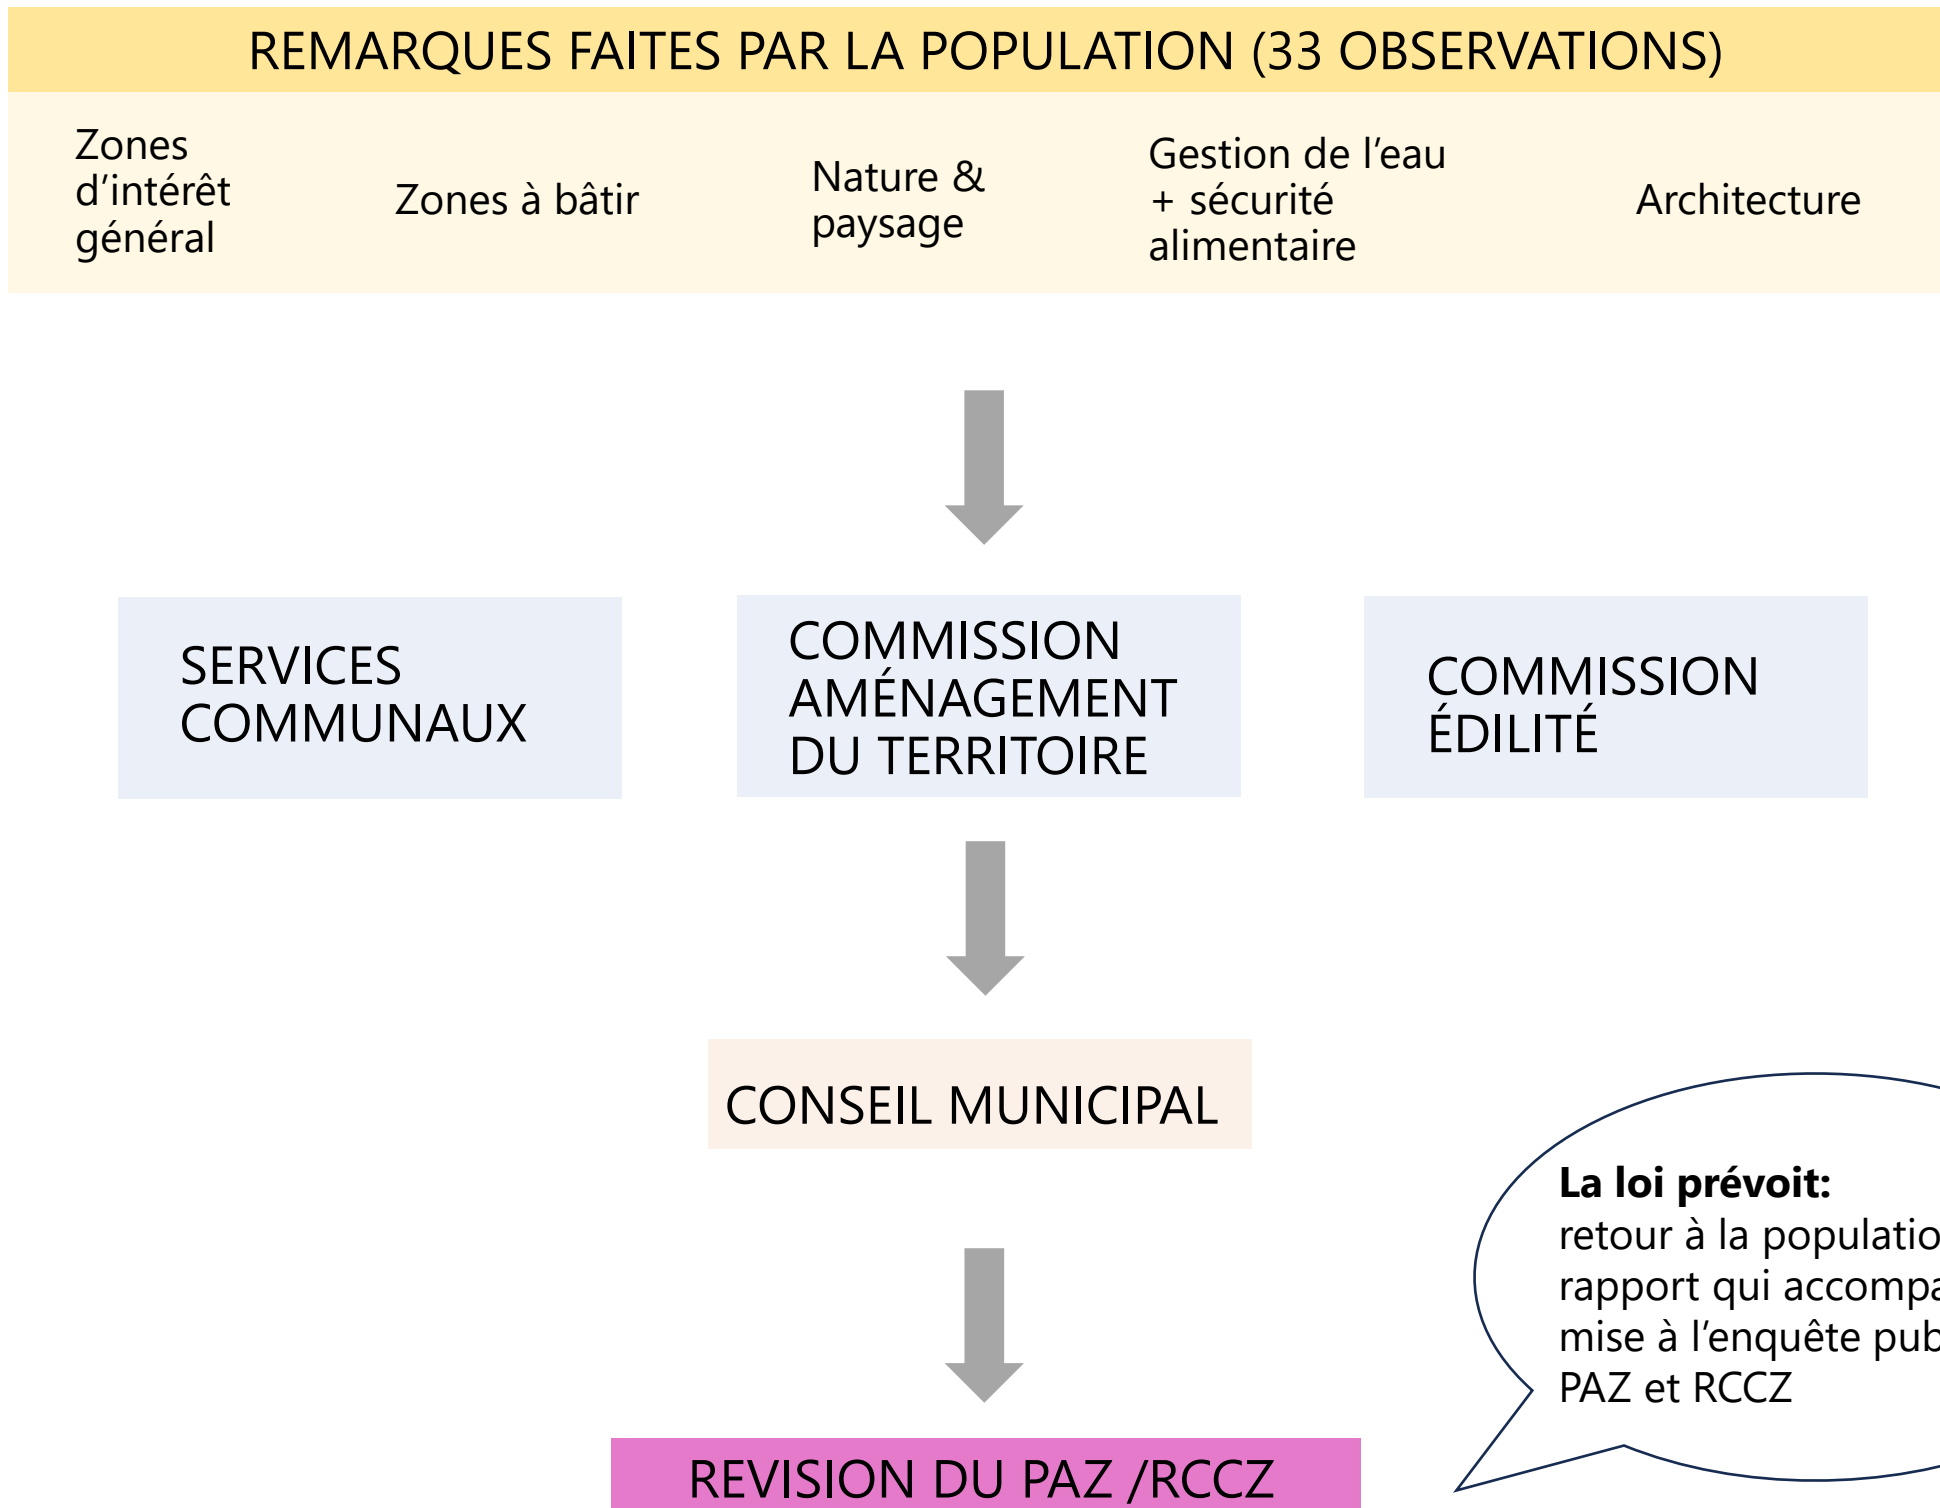 REMARQUES FAITES PAR LA POPULATION (33 OBSERVATIONS)
Zones
d’intérêt
général
Zones à bâtir
Nature &
paysage
Gestion de l’eau
+ sécurité
alimentaire
Architecture
SERVICES
COMMUNAUX
COMMISSION
AMÉNAGEMENT
DU TERRITOIRE
COMMISSION
ÉDILITÉ
CONSEIL MUNICIPAL
La loi prévoit:
retour à la
rapport qui
mise à l’enquête
PAZ et RCCZ
REVISION DU PAZ /RCCZ